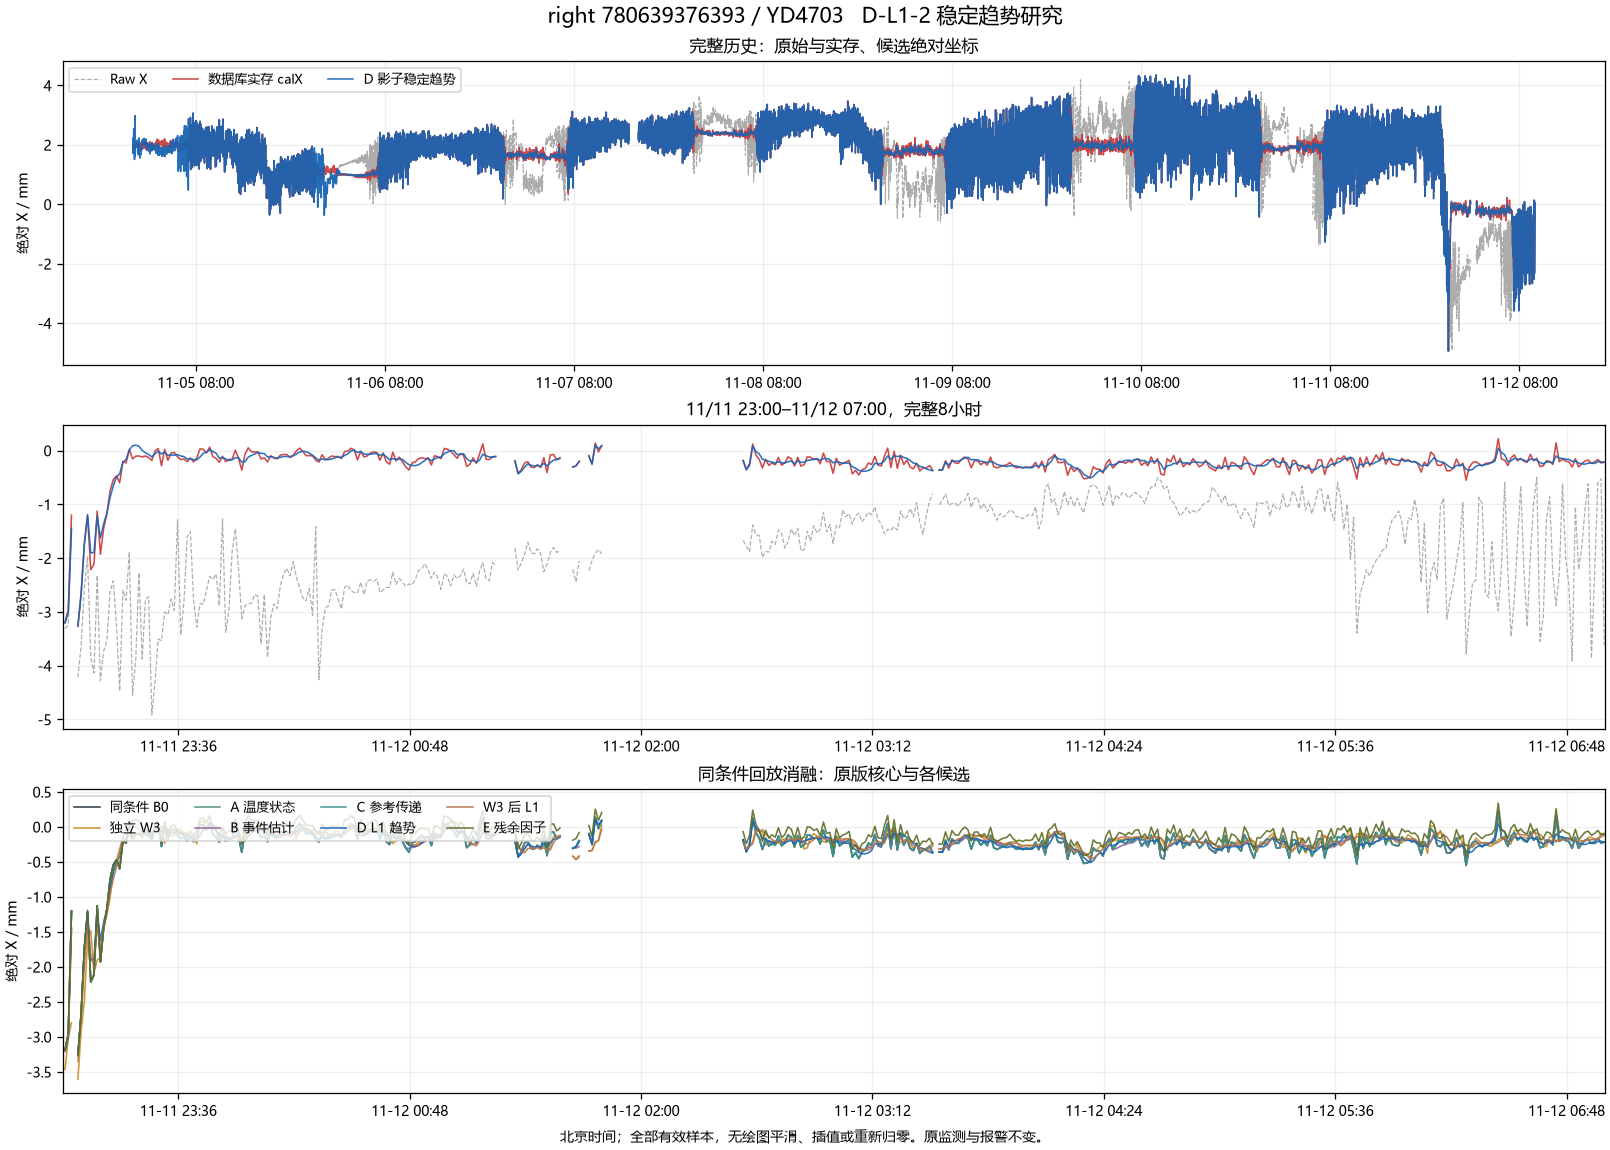 right 780639376393 / YD4703   D-L1-2 稳定趋势研究
完整历史：原始与实存、候选绝对坐标
Raw X
数据库实存 calX
D 影子稳定趋势
绝对 X / mm
4
2
0
-2
-4
11-05 08:00
11-06 08:00
11-07 08:00
11-08 08:00
11-09 08:00
11-10 08:00
11-11 08:00
11-12 08:00
11/11 23:00–11/12 07:00，完整8小时
绝对 X / mm
0
-1
-2
-3
-4
-5
11-11 23:36
11-12 00:48
11-12 02:00
11-12 03:12
11-12 04:24
11-12 05:36
11-12 06:48
同条件回放消融：原版核心与各候选
同条件 B0
A 温度状态
C 参考传递
W3 后 L1
独立 W3
B 事件估计
D L1 趋势
E 残余因子
绝对 X / mm
0.5
0.0
-0.5
-1.0
-1.5
-2.0
-2.5
-3.0
-3.5
11-11 23:36
11-12 00:48
11-12 02:00
11-12 03:12
11-12 04:24
11-12 05:36
11-12 06:48
北京时间；全部有效样本，无绘图平滑、插值或重新归零。原监测与报警不变。